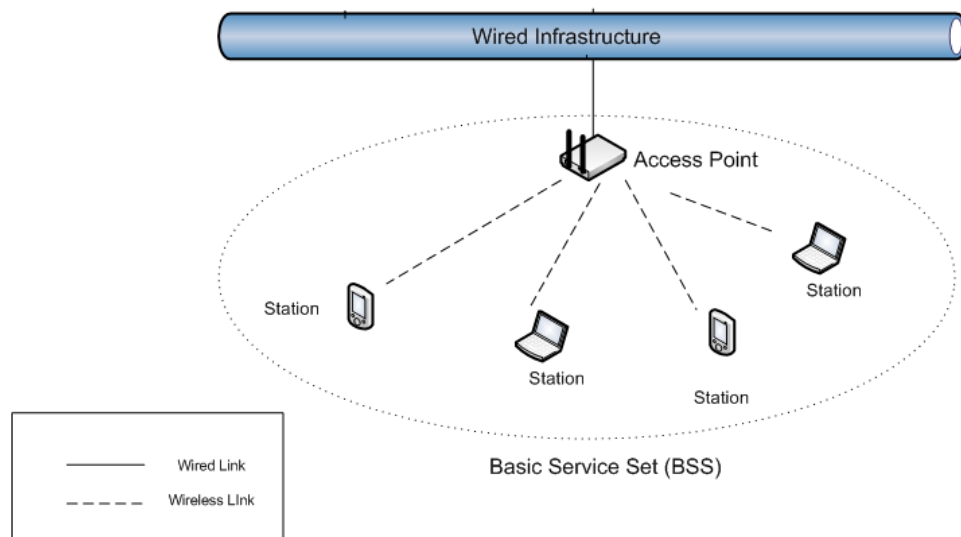 Wired Infrastructure
Access Point
Station
Station
Station
Station
Basic Service Set (BSS)
Wired Link
Wireless LInk